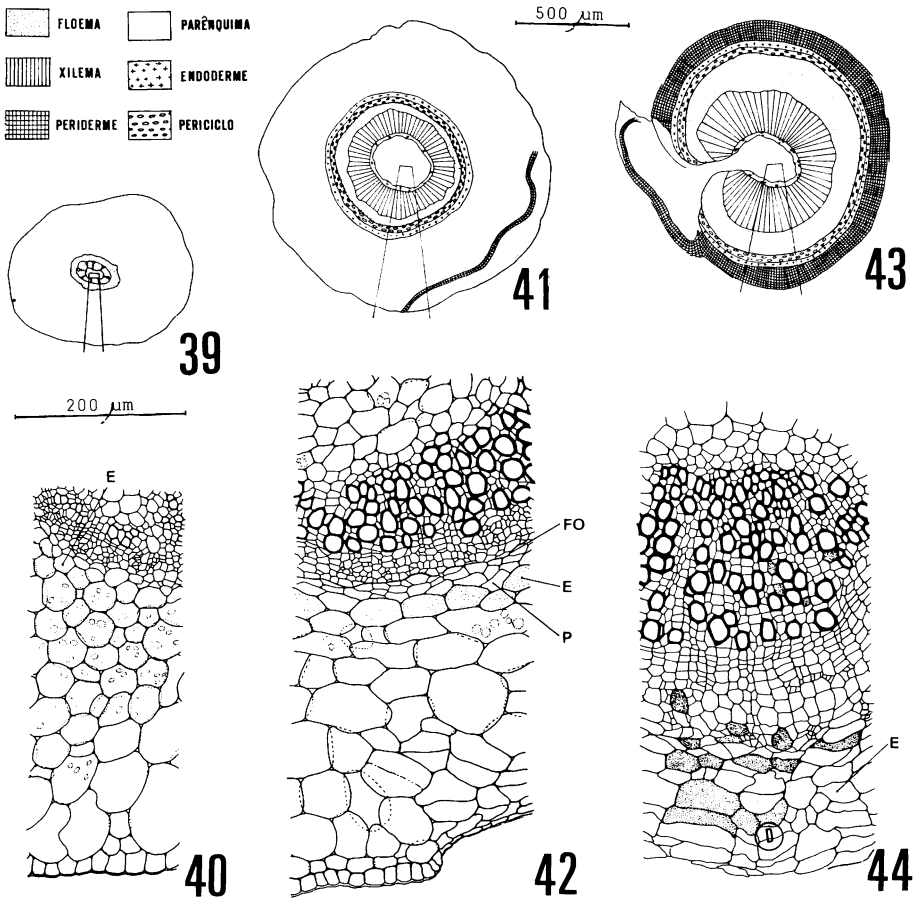 FLOEMA
PARÊNQUIMA
XILEMA
ENDODERME
PERIDERME
PERICICLO
500 µm
39
41
43
200 µm
E
FO
E
P
E
40
42
44